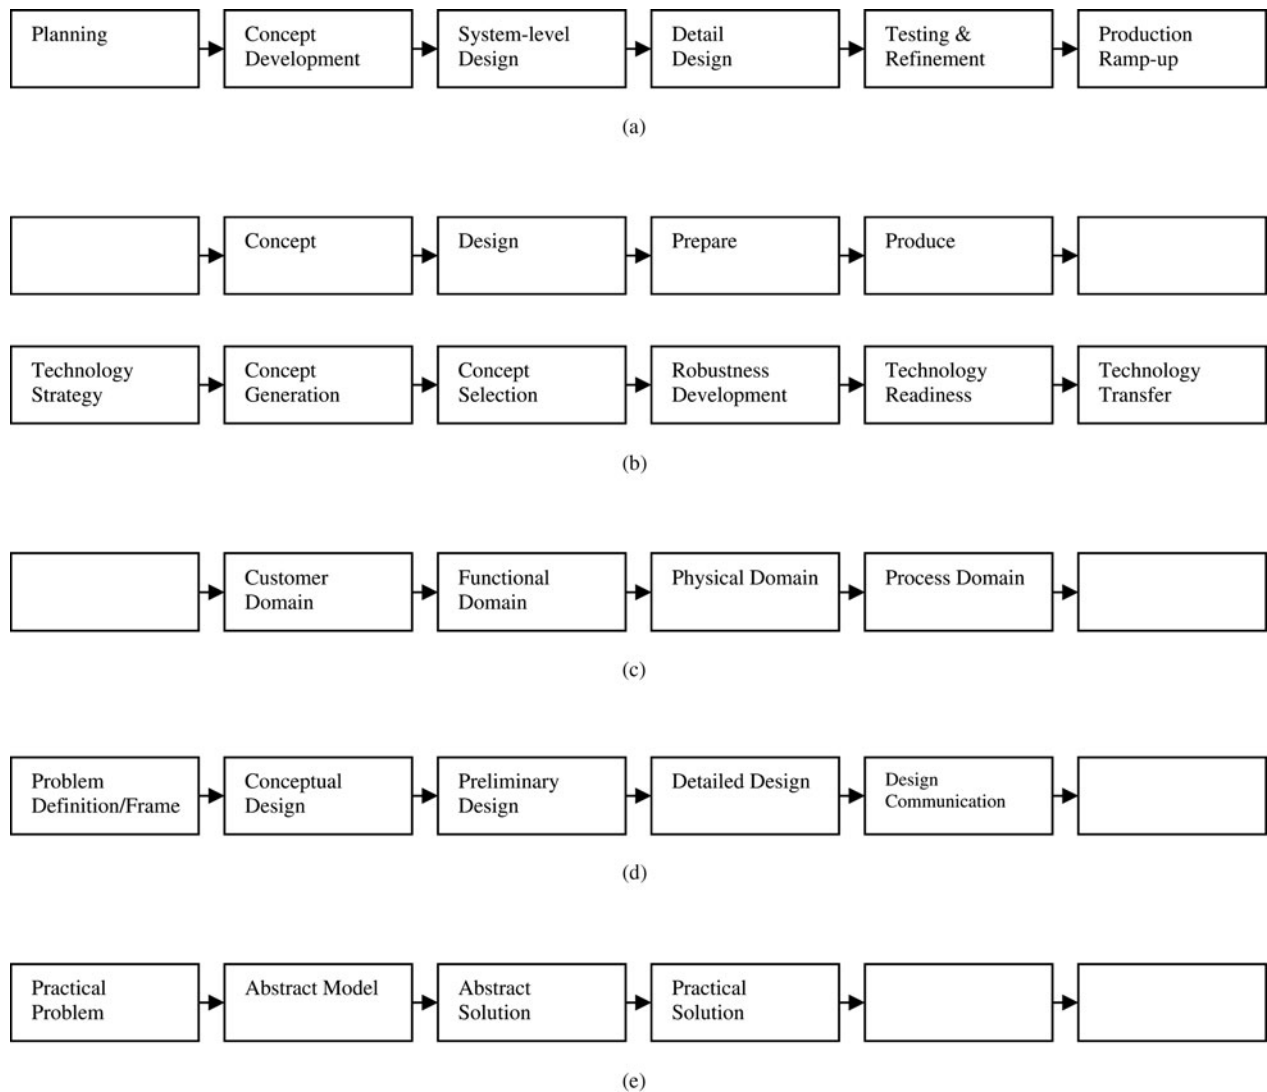 Planning
Concept
Development
System-level
Design
Detail
Design
Testing &
Refinement
Production
Ramp-up
(a)
Concept
Design
Prepare
Produce
Technology
Strategy
Concept
Generation
Concept
Selection
Robustness
Development
Technology
Readiness
Technology
Transfer
(b)
Customer
Domain
Functional
Domain
Physical Domain
Process Domain
(c)
Problem
Definition/Frame
Conceptual
Design
Preliminary
Design
Detailed Design
Design
Communication
(d)
Practical
Problem
Abstract Model
Abstract
Solution
Practical
Solution
(e)